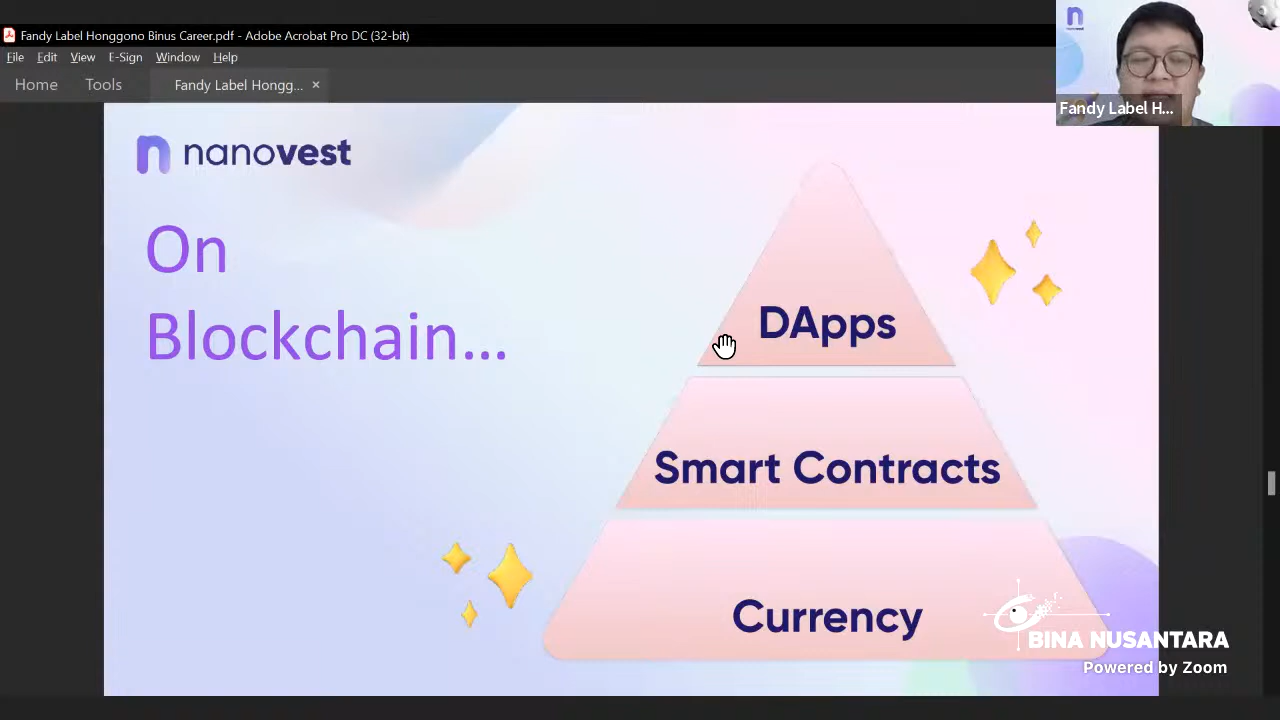 Fandy Label Honggono Binus Career.pdf - Adobe Acrobat Pro DC (32-bit)
File Edit View E-Sign Window Help
Home Tools Fandy Label Hongg... ×
Fandy Label H...
nanovest
On
Blockchain...
DApps
Smart Contracts
Currency
BINA NUSANTARA
Powered by Zoom